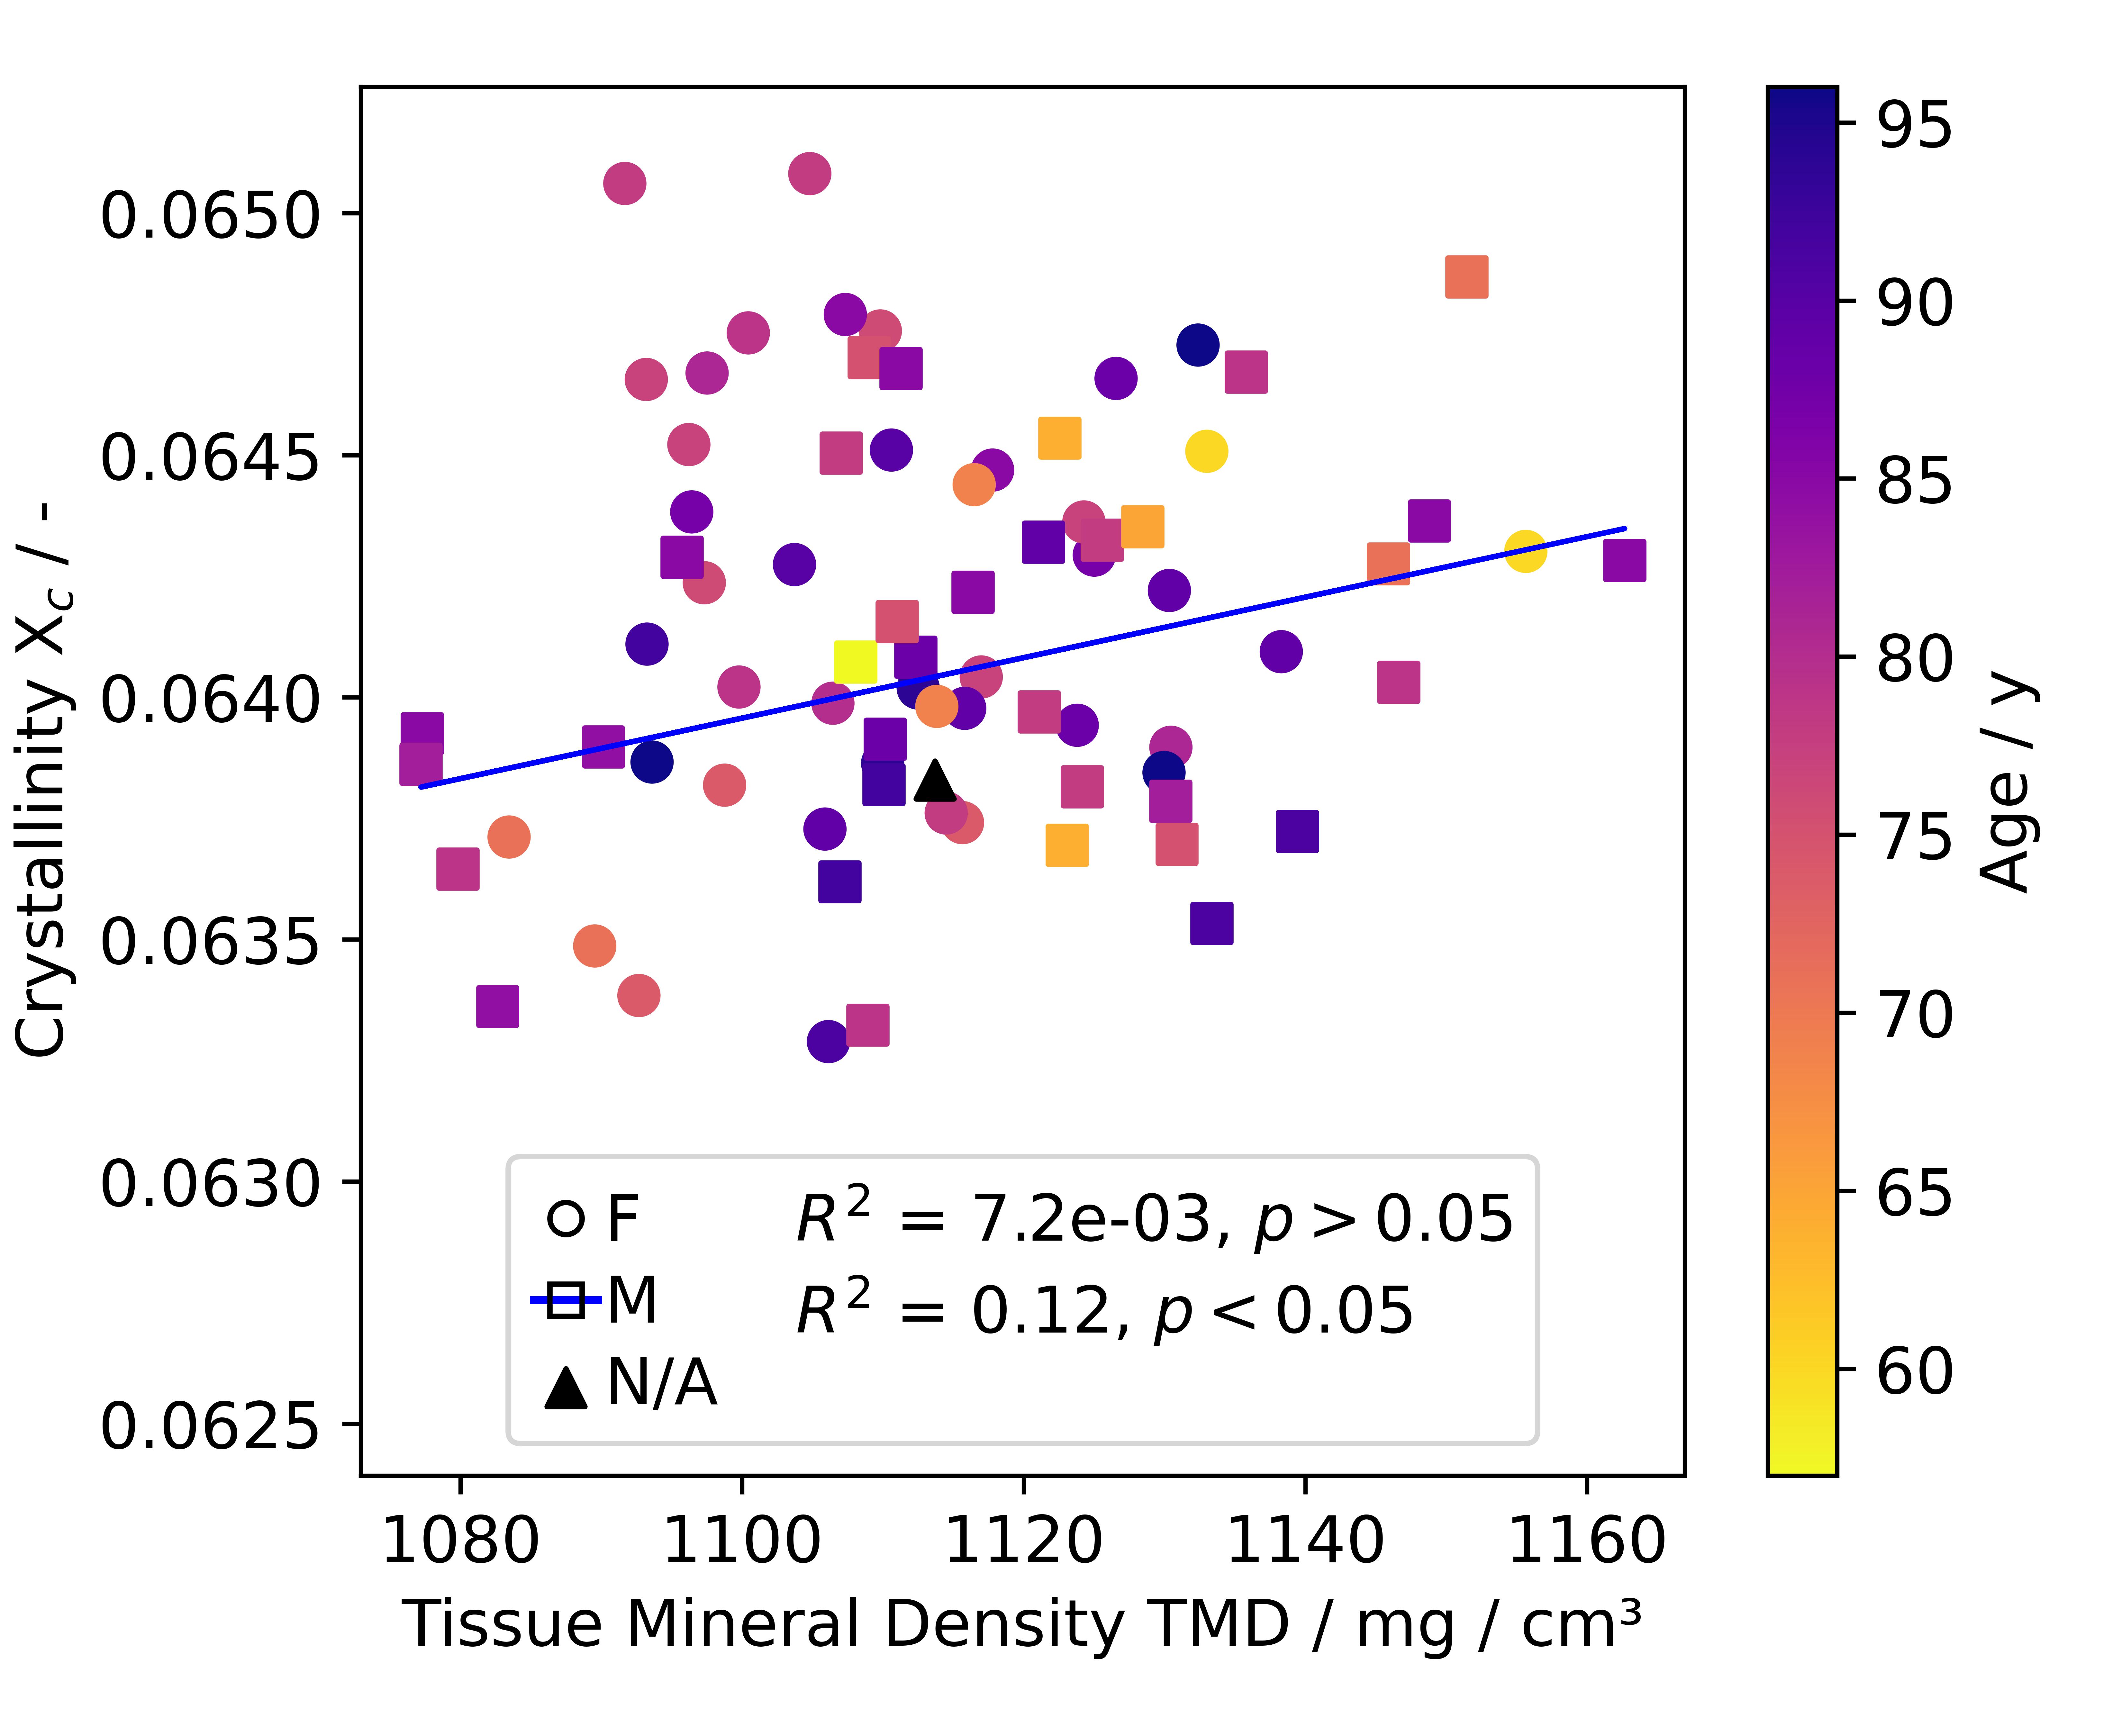 Crystallinity Xc / -
0.0650
0.0645
0.0640
0.0635
0.0630
0.0625
F R² = 7.2e-03, p > 0.05
M R² = 0.12, p < 0.05
N/A
1080 1100 1120 1140 1160
Tissue Mineral Density TMD / mg / cm³
95
90
85
80
75
70
65
60
Age / y